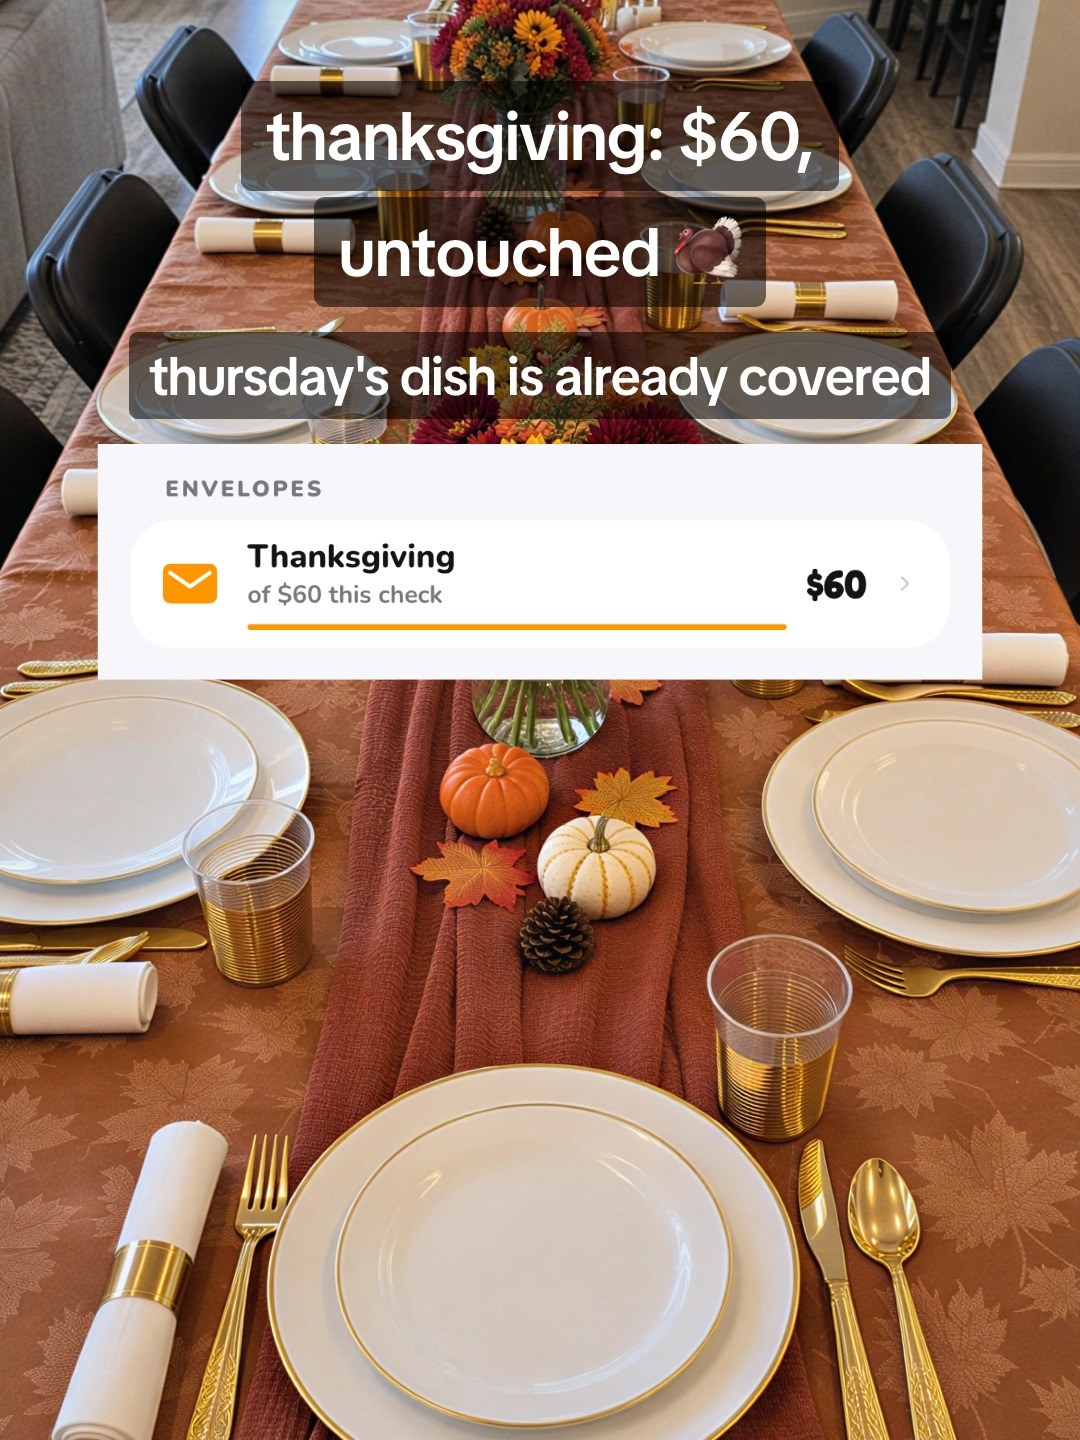 thanksgiving: $60,
untouched 🦃
thursday's dish is already covered
ENVELOPES
Thanksgiving
of $60 this check
$60